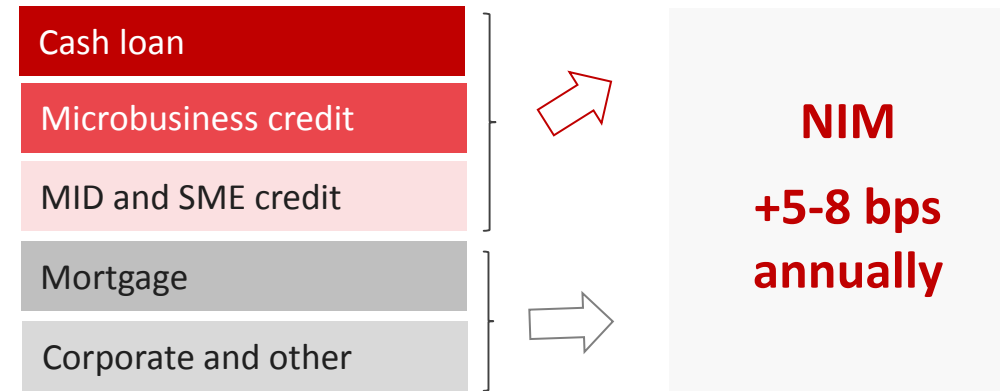 Cash loan
Microbusiness credit
MID and SME credit
Mortgage
Corporate and other
NIM
+5-8 bps
annually